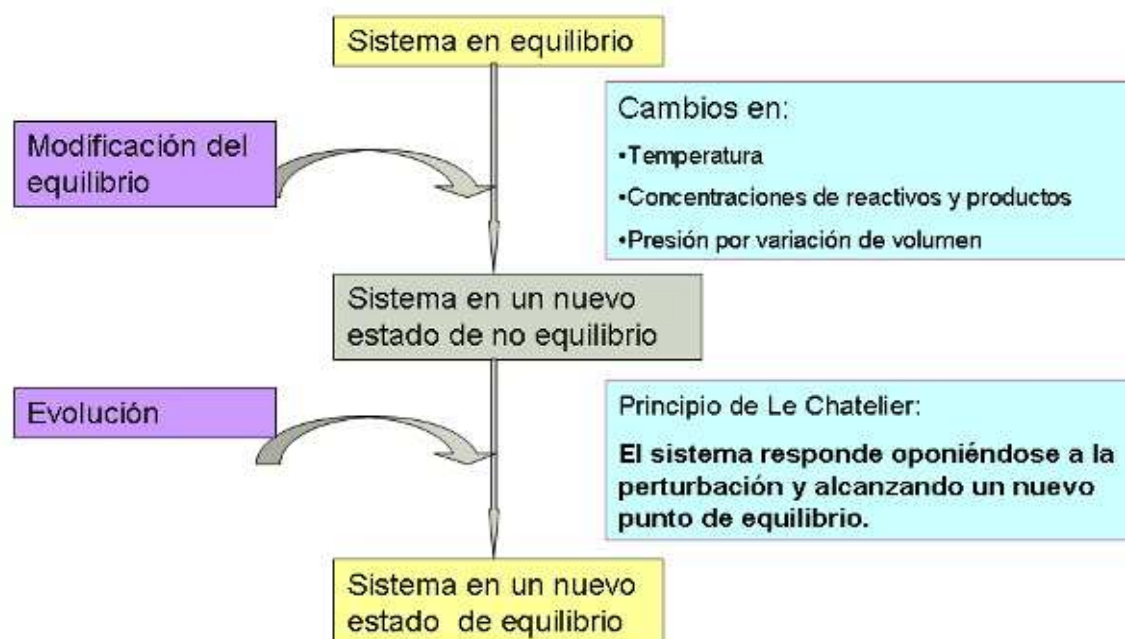 Sistema en equilibrio
Modificación del
equilibrio
Cambios en:
•Temperatura
•Concentraciones de reactivos y productos
•Presión por variación de volumen
Sistema en un nuevo
estado de no equilibrio
Evolución
Principio de Le Chatelier:
El sistema responde oponiéndose a la
perturbación y alcanzando un nuevo
punto de equilibrio.
Sistema en un nuevo
estado de equilibrio